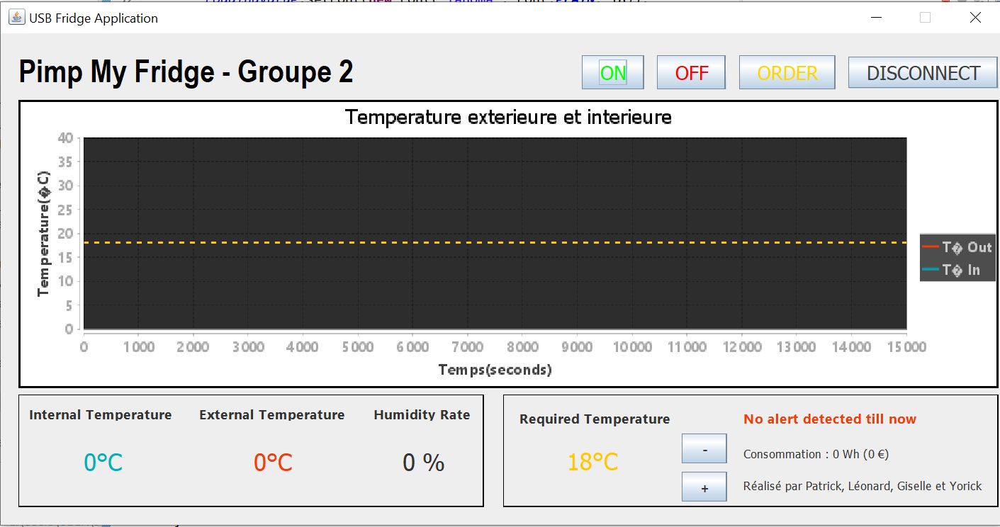 USB Fridge Application
Pimp My Fridge - Groupe 2
ON OFF ORDER DISCONNECT
Temperature exterieure et interieure
Temperature(�C)
40
35
30
25
20
15
10
5
0
0 1 000 2 000 3 000 4 000 5 000 6 000 7 000 8 000 9 000 10 000 11 000 12 000 13 000 14 000 15 000
Temps(seconds)
T� Out
T� In
Internal Temperature External Temperature Humidity Rate
0°C 0°C 0 %
Required Temperature
18°C
-
+
No alert detected till now
Consommation : 0 Wh (0 €)
Réalisé par Patrick, Léonard, Giselle et Yorick